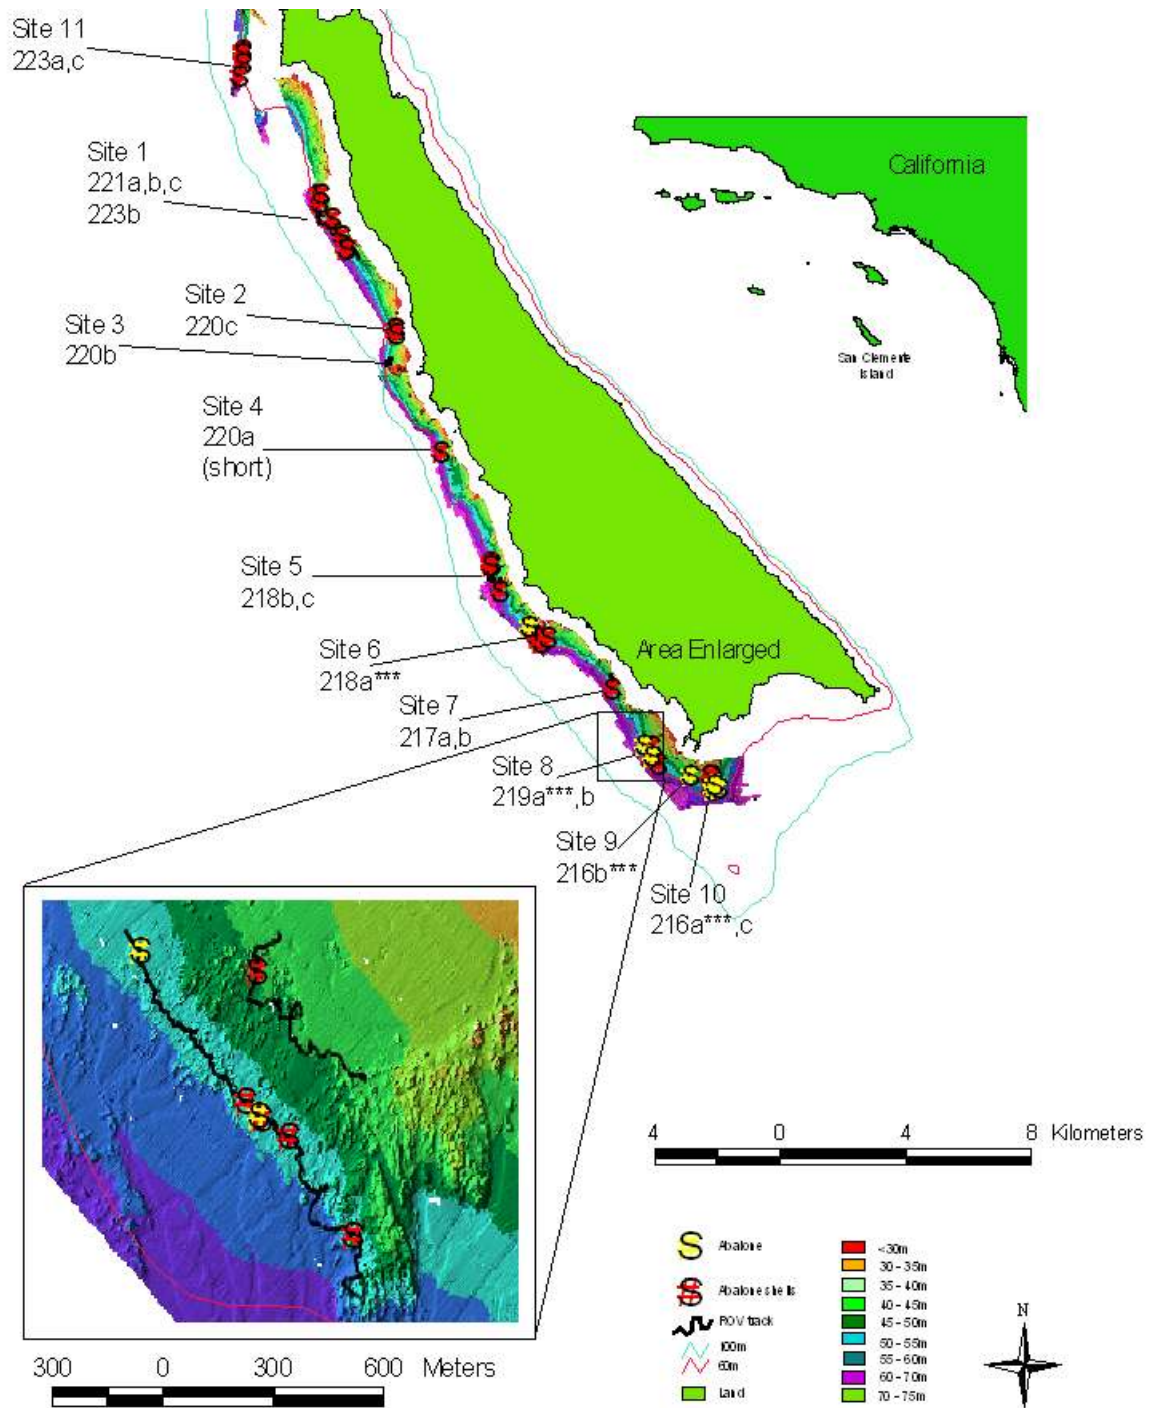 Site 11
223a,c
Site 1
221a,b,c
223b
California
Site 2
220c
Site 3
220b
San Clemente
Island
Site 4
220a
(short)
Site 5
218b,c
Site 6
218a***
Area Enlarged
Site 7
217a,b
Site 8
219a***,b
Site 9
216b***
Site 10
216a***,c
4 0 4 8 Kilometers
Abalone
Abalone shells
ROV track
100m
60m
Land
<30m
30 - 35m
35 - 40m
40 - 45m
45 - 50m
50 - 55m
55 - 60m
60 - 70m
70 - 75m
N
300 0 300 600 Meters